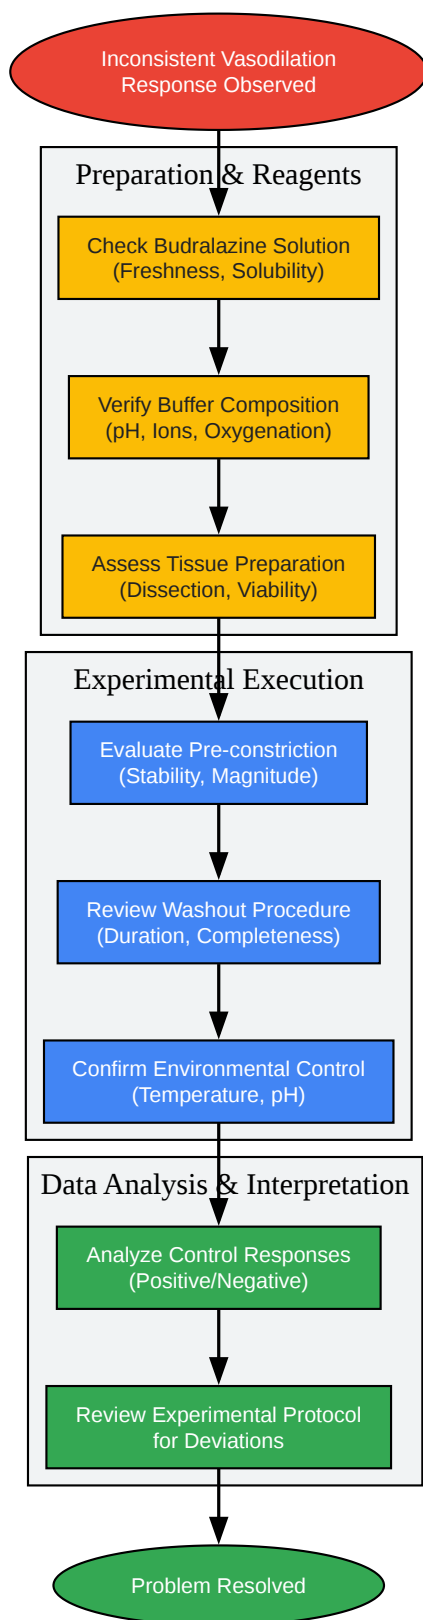 Inconsistent Vasodilation
Response Observed
Preparation & Reagents
Check Budralazine Solution
(Freshness, Solubility)
Verify Buffer Composition
(pH, Ions, Oxygenation)
Assess Tissue Preparation
(Dissection, Viability)
Experimental Execution
Evaluate Pre-constriction
(Stability, Magnitude)
Review Washout Procedure
(Duration, Completeness)
Confirm Environmental Control
(Temperature, pH)
Data Analysis & Interpretation
Analyze Control Responses
(Positive/Negative)
Review Experimental Protocol
for Deviations
Problem Resolved